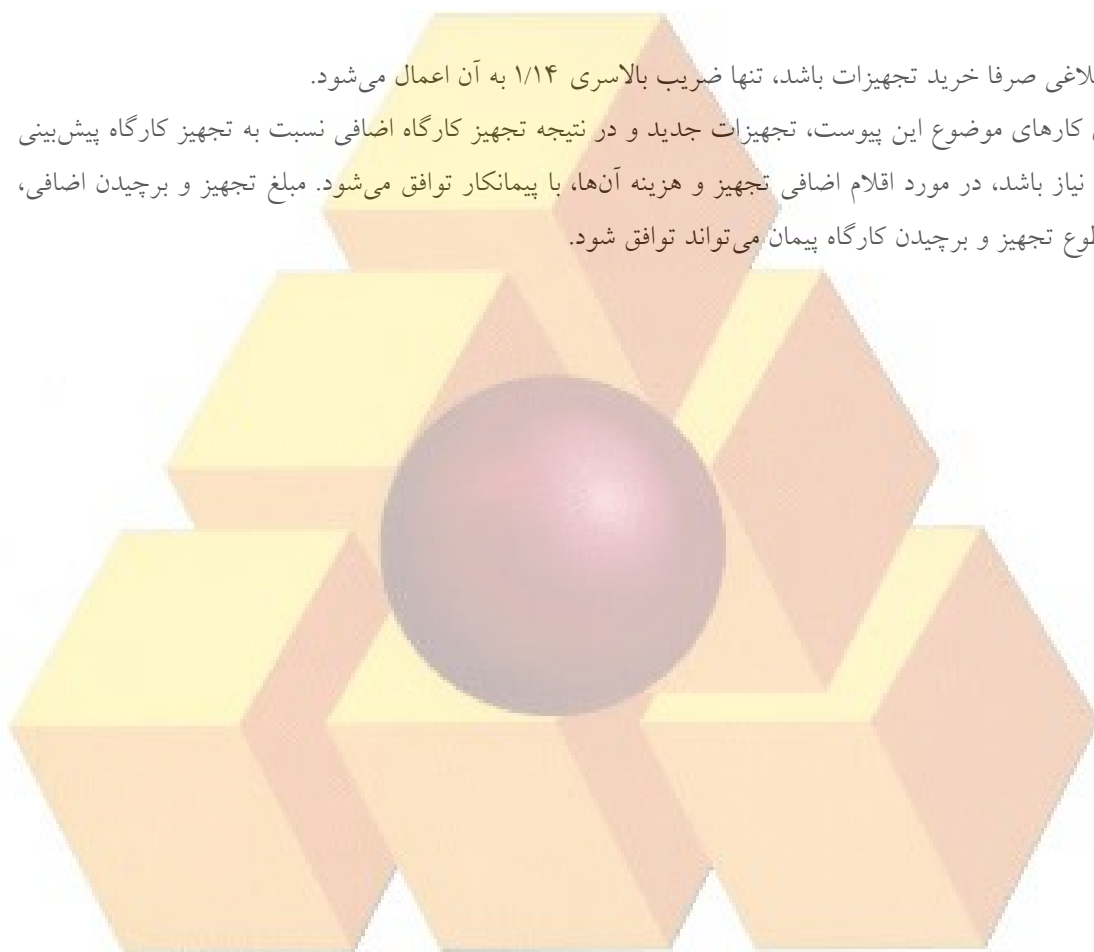 لاغی صرفا خرید تجهیزات باشد، تنها ضریب بالاسری ۱/۱۴ به آن اعمال می‌شود.
کارهای موضوع این پیوست، تجهیزات جدید و در نتیجه تجهیز کارگاه اضافی نسبت به تجهیز کارگاه پیش‌بینی
نیاز باشد، در مورد اقلام اضافی تجهیز و هزینه آن‌ها، با پیمانکار توافق می‌شود. مبلغ تجهیز و برچیدن اضافی،
طوع تجهیز و برچیدن کارگاه پیمان می‌تواند توافق شود.